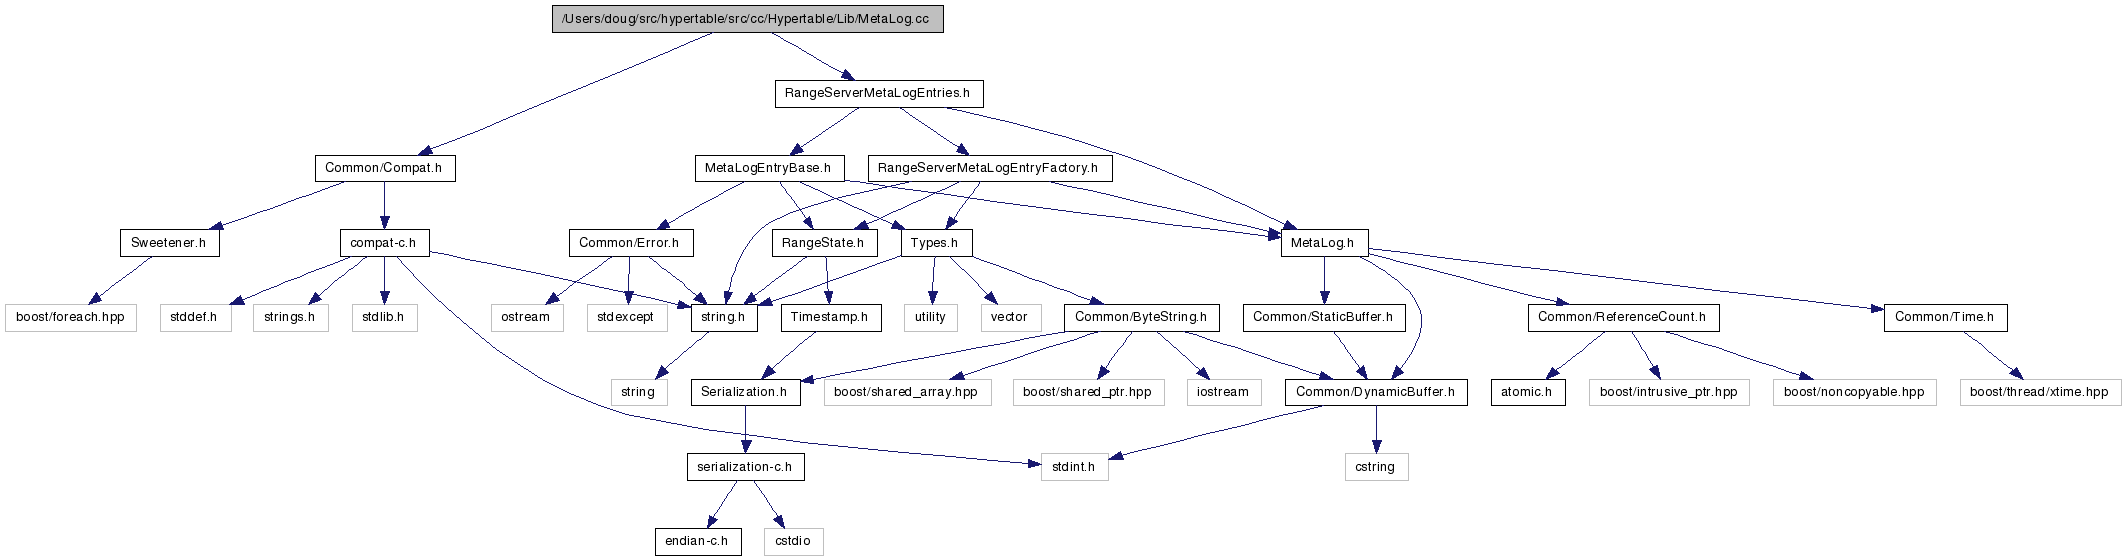 /Users/doug/src/hypertable/src/cc/Hypertable/Lib/MetaLog.cc
RangeServerMetaLogEntries.h
Common/Compat.h
MetaLogEntryBase.h
RangeServerMetaLogEntryFactory.h
Sweetener.h
compat-c.h
Common/Error.h
RangeState.h
Types.h
MetaLog.h
boost/foreach.hpp
stddef.h
strings.h
stdlib.h
ostream
stdexcept
string.h
Timestamp.h
utility
vector
Common/ByteString.h
Common/StaticBuffer.h
Common/ReferenceCount.h
Common/Time.h
string
Serialization.h
boost/shared_array.hpp
boost/shared_ptr.hpp
iostream
Common/DynamicBuffer.h
atomic.h
boost/intrusive_ptr.hpp
boost/noncopyable.hpp
boost/thread/xtime.hpp
serialization-c.h
stdint.h
cstring
endian-c.h
cstdio